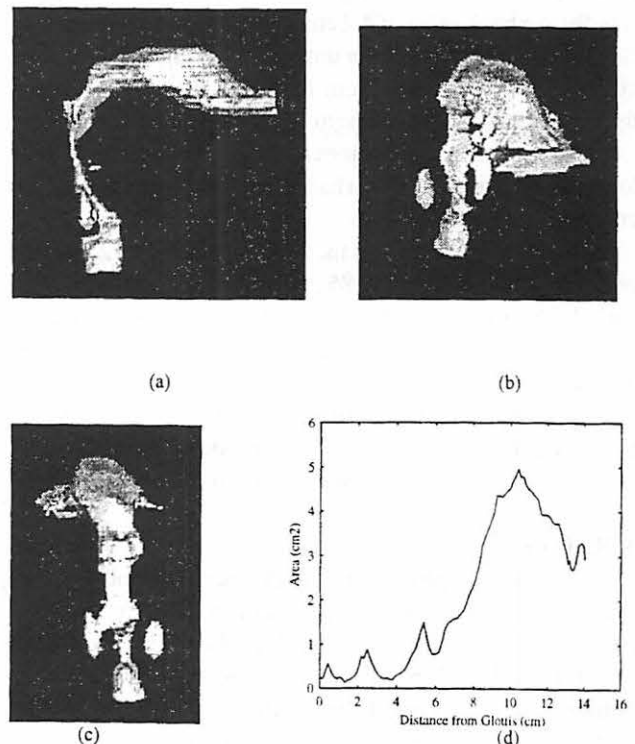 (a)
(b)
(c)
6
5
4
3
2
1
0
Area (cm2)
0 2 4 6 8 10 12 14 16
Distance from Glottis (cm)
(d)